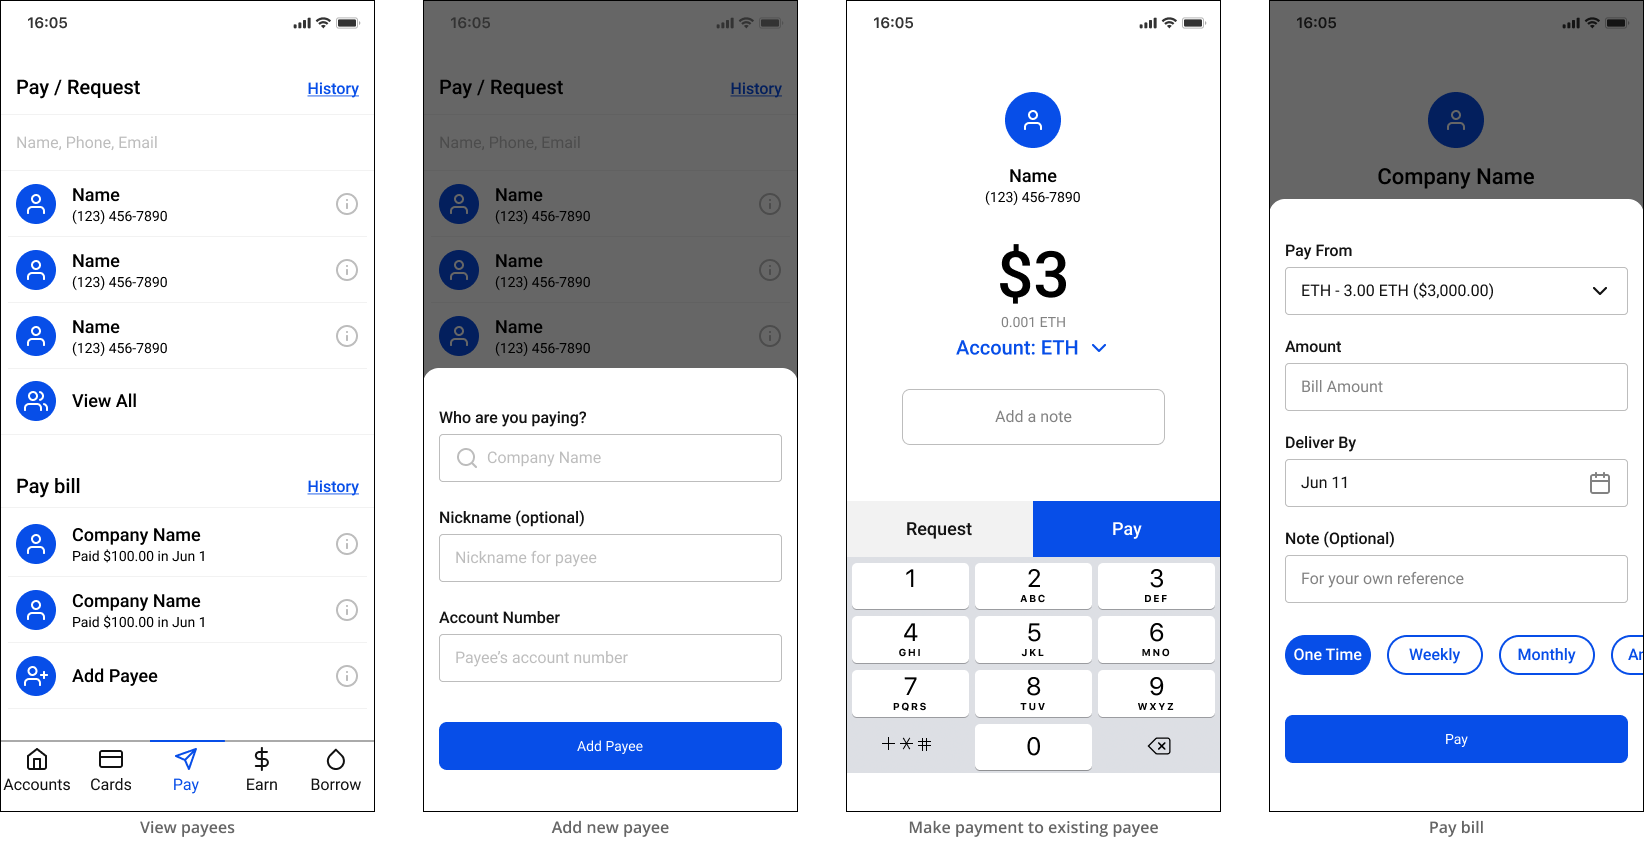 16:05
Pay / Request
History
Name, Phone, Email
Name
(123) 456-7890
Name
(123) 456-7890
Name
(123) 456-7890
View All
Pay bill
History
Company Name
Paid $100.00 in Jun 1
Company Name
Paid $100.00 in Jun 1
Add Payee
Accounts
Cards
Pay
Earn
Borrow
View payees
16:05
Pay / Request
History
Name, Phone, Email
Name
(123) 456-7890
Name
(123) 456-7890
Name
(123) 456-7890
Who are you paying?
Company Name
Nickname (optional)
Nickname for payee
Account Number
Payee’s account number
Add Payee
Add new payee
16:05
Name
(123) 456-7890
$3
0.001 ETH
Account: ETH
Add a note
Request
Pay
1
2
ABC
3
DEF
4
GHI
5
JKL
6
MNO
7
PQRS
8
TUV
9
WXYZ
+*#
0
Make payment to existing payee
16:05
Company Name
Pay From
ETH - 3.00 ETH ($3,000.00)
Amount
Bill Amount
Deliver By
Jun 11
Note (Optional)
For your own reference
One Time
Weekly
Monthly
Pay
Pay bill